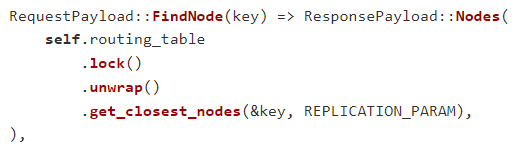 RequestPayload::FindNode(key) => ResponsePayload::Nodes(
    self.routing_table
        .lock()
        .unwrap()
        .get_closest_nodes(&key, REPLICATION_PARAM),
),